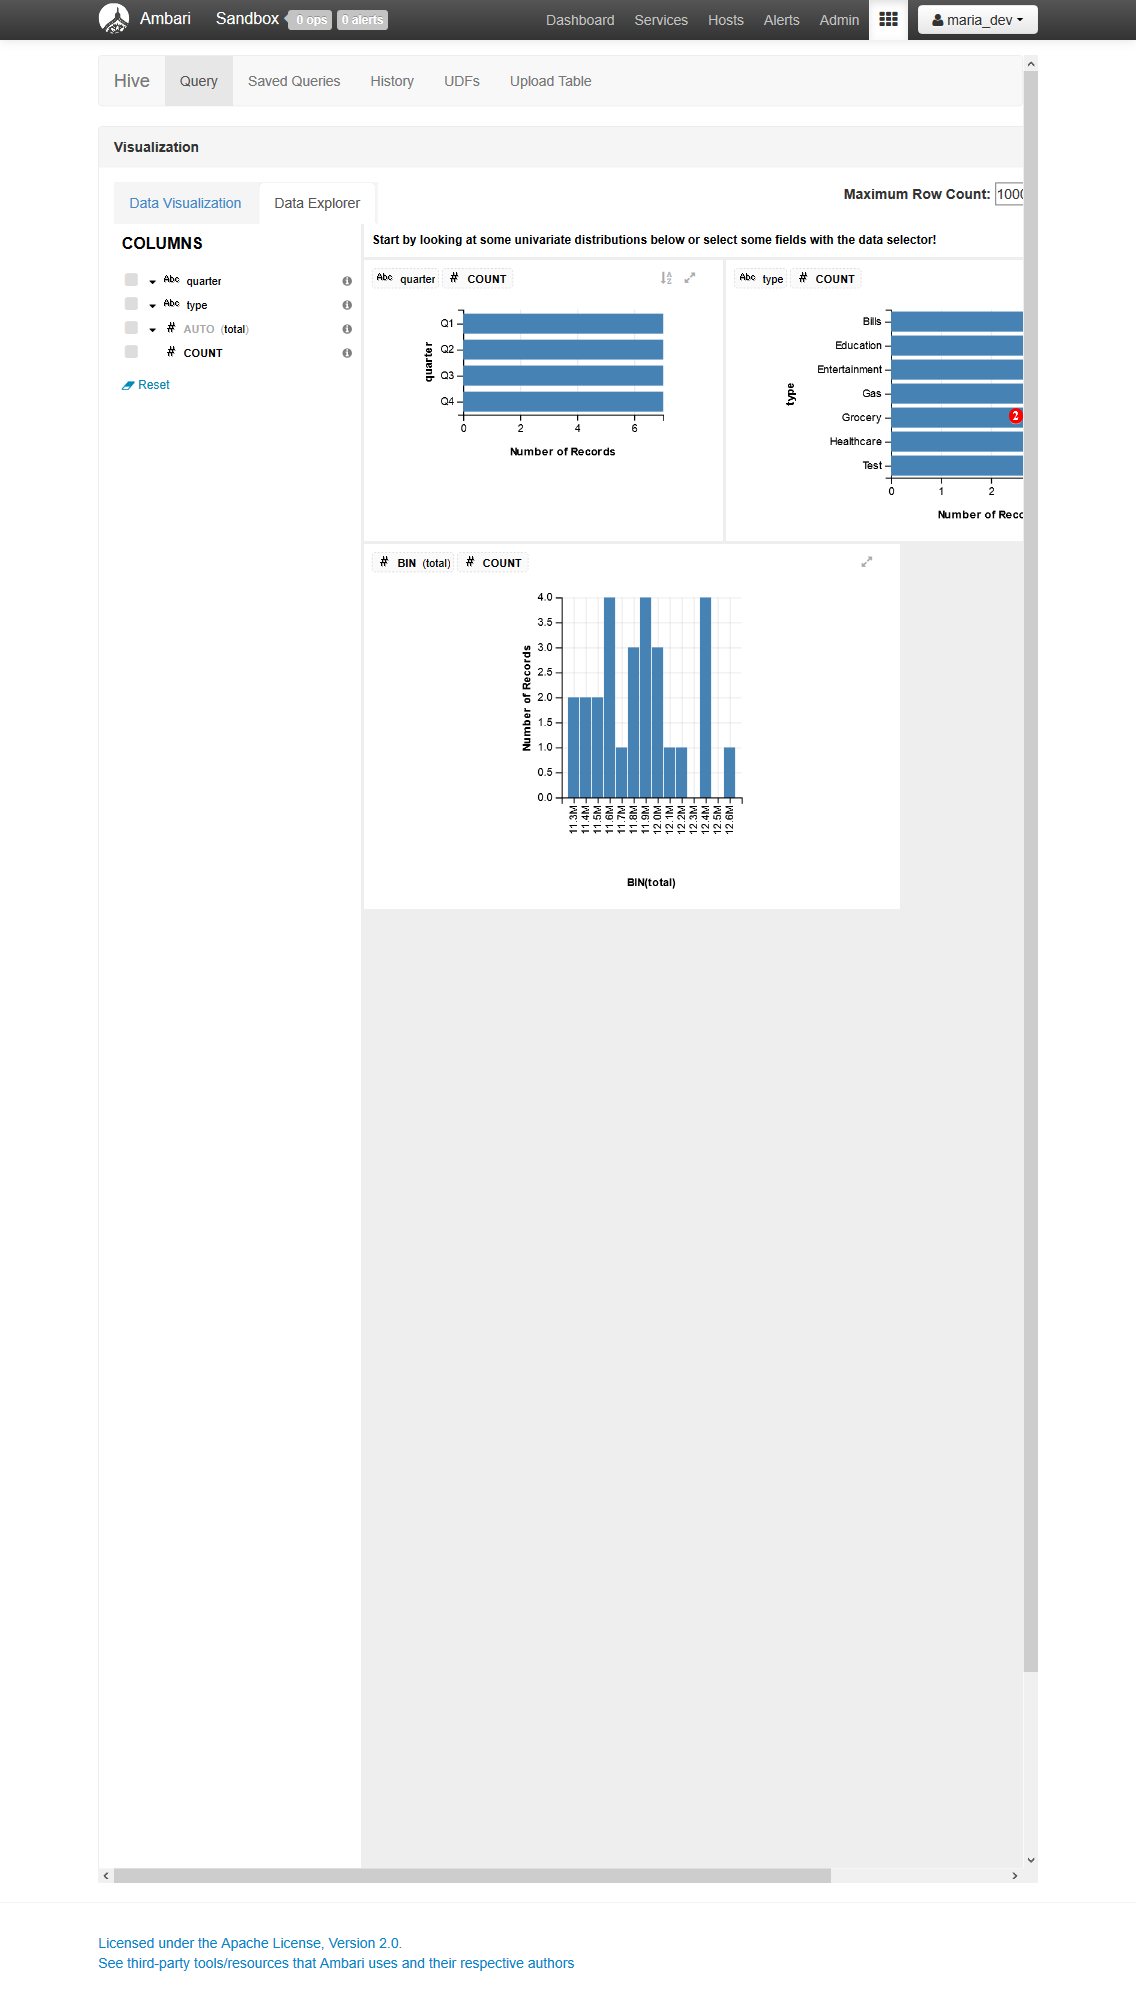 Ambari Sandbox 0 ops 0 alerts Dashboard Services Hosts Alerts Admin maria_dev
Hive Query Saved Queries History UDFs Upload Table
Visualization
Data Visualization Data Explorer Maximum Row Count: 1000
COLUMNS
Abc quarter
Abc type
# AUTO (total)
# COUNT
Reset
Start by looking at some univariate distributions below or select some fields with the data selector!
Abc quarter # COUNT
quarter
Q1
Q2
Q3
Q4
0 2 4 6
Number of Records
Abc type # COUNT
type
Bills
Education
Entertainment
Gas
Grocery 2
Healthcare
Test
0 1 2
Number of Rec
# BIN (total) # COUNT
Number of Records
4.0
3.5
3.0
2.5
2.0
1.5
1.0
0.5
0.0
11.3M 11.4M 11.5M 11.6M 11.7M 11.8M 11.9M 12.0M 12.1M 12.2M 12.3M 12.4M 12.5M 12.6M
BIN(total)
Licensed under the Apache License, Version 2.0.
See third-party tools/resources that Ambari uses and their respective authors